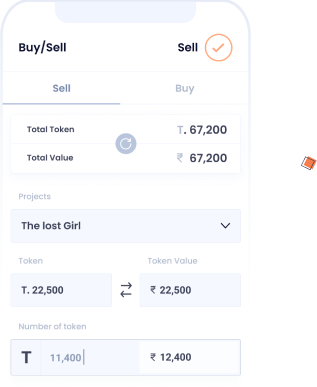 Buy/Sell Sell
Sell Buy
Total Token T. 67,200
Total Value ₹ 67,200
Projects
The lost Girl
Token Token Value
T. 22,500 ₹ 22,500
Number of token
T 11,400 ₹ 12,400